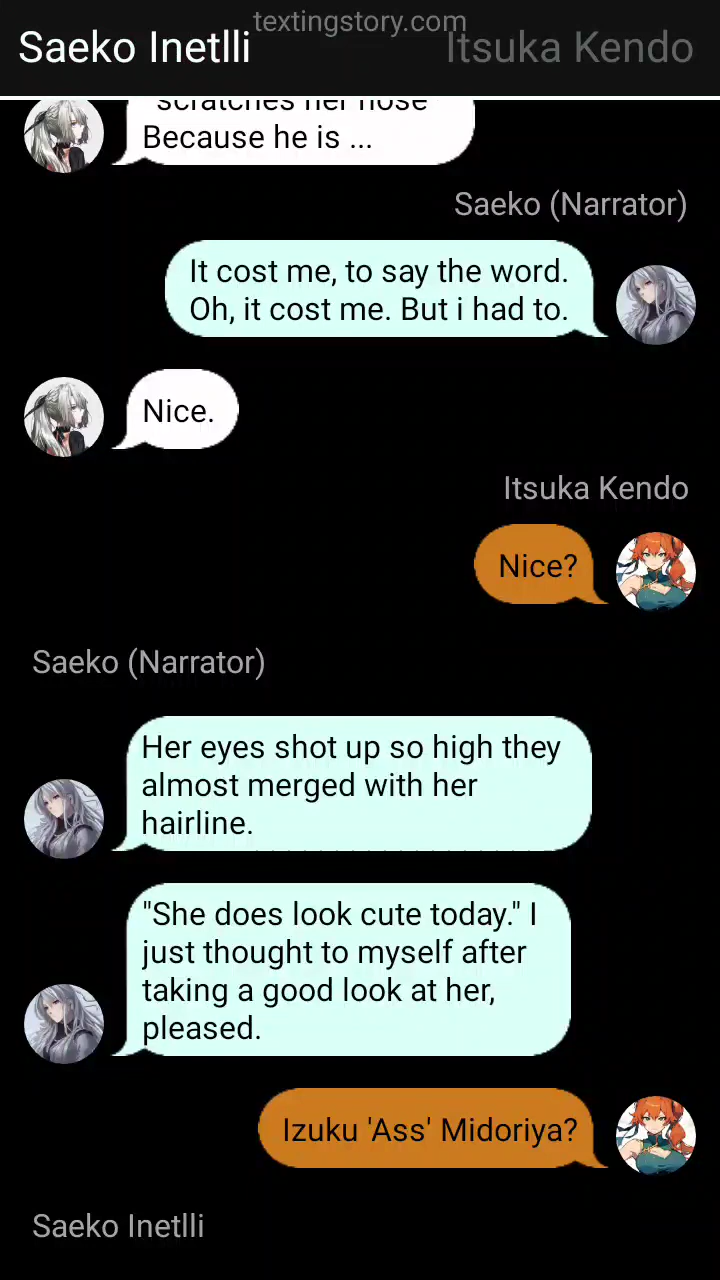 textingstory.com
Saeko Inetlli
Itsuka Kendo
scratches her nose
Because he is ...
Saeko (Narrator)
It cost me, to say the word.
Oh, it cost me. But i had to.
Nice.
Itsuka Kendo
Nice?
Saeko (Narrator)
Her eyes shot up so high they
almost merged with her
hairline.
"She does look cute today." I
just thought to myself after
taking a good look at her,
pleased.
Izuku 'Ass' Midoriya?
Saeko Inetlli